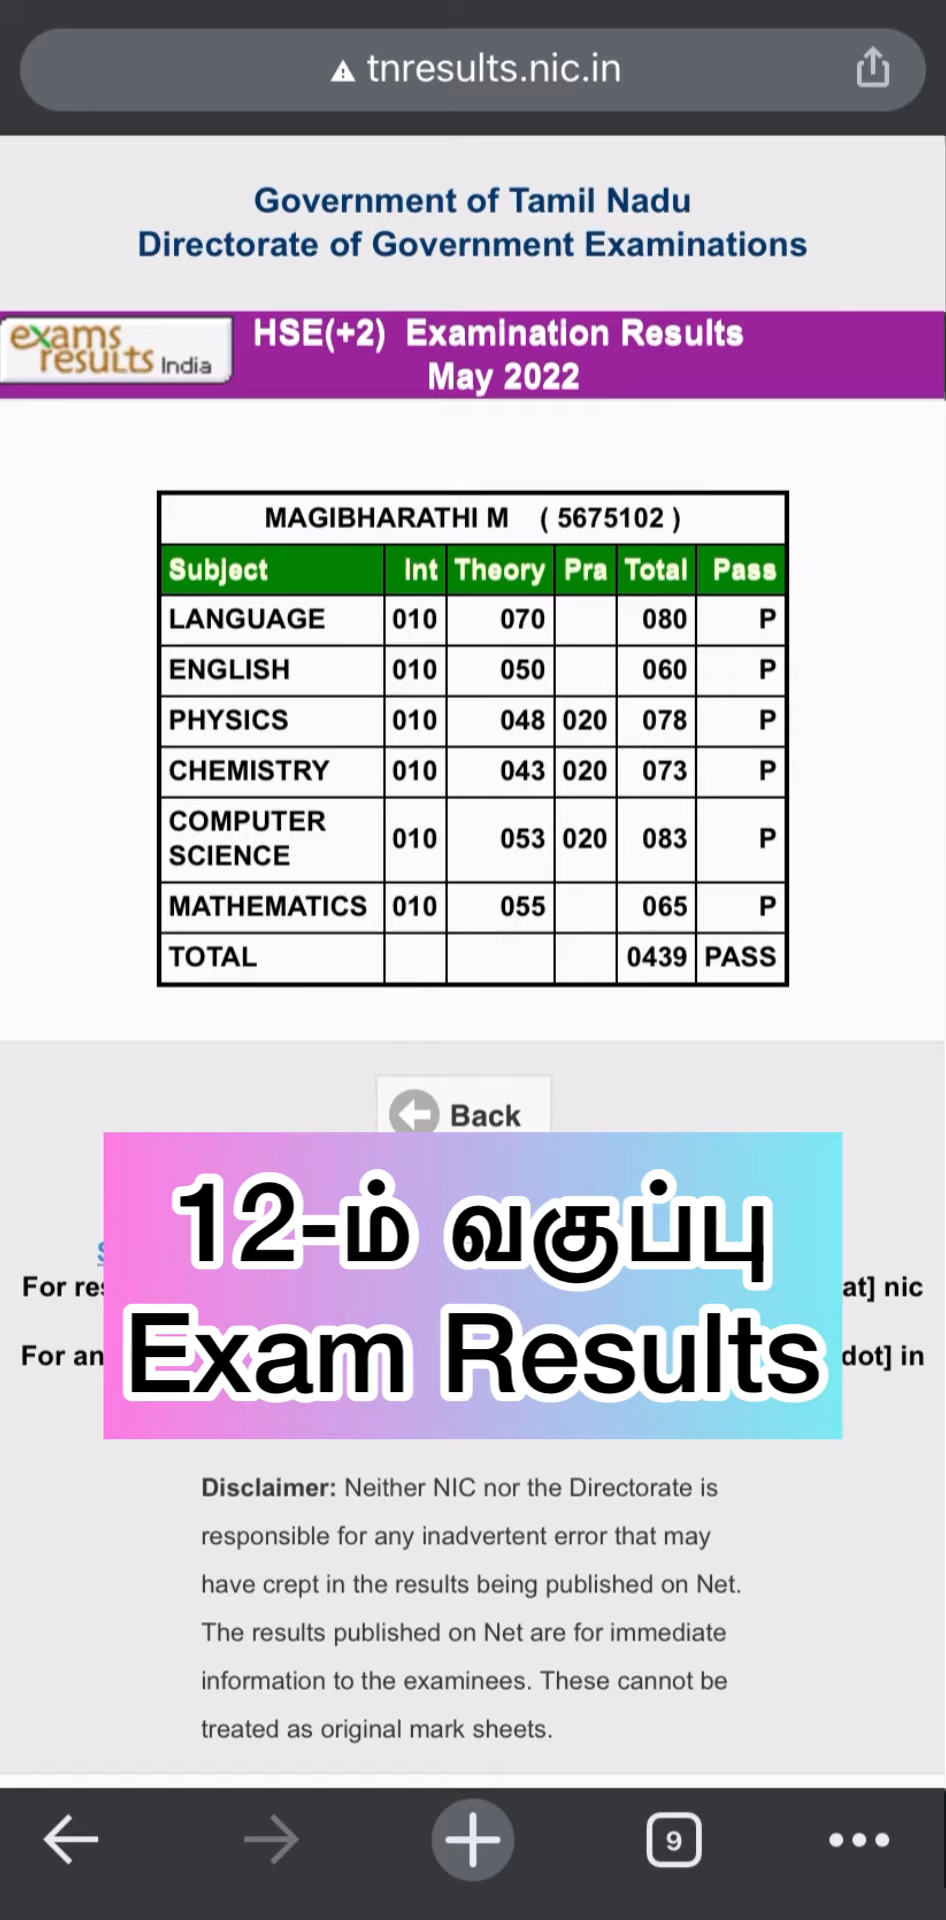 tnresults.nic.in
Government of Tamil Nadu
Directorate of Government Examinations
exams results India
HSE(+2) Examination Results
May 2022
MAGIBHARATHI M ( 5675102 )
Subject Int Theory Pra Total Pass
LANGUAGE 010 070 080 P
ENGLISH 010 050 060 P
PHYSICS 010 048 020 078 P
CHEMISTRY 010 043 020 073 P
COMPUTER SCIENCE 010 053 020 083 P
MATHEMATICS 010 055 065 P
TOTAL 0439 PASS
Back
12-ம் வகுப்பு
Exam Results
For at] nic
For dot] in
Disclaimer: Neither NIC nor the Directorate is
responsible for any inadvertent error that may
have crept in the results being published on Net.
The results published on Net are for immediate
information to the examinees. These cannot be
treated as original mark sheets.
9